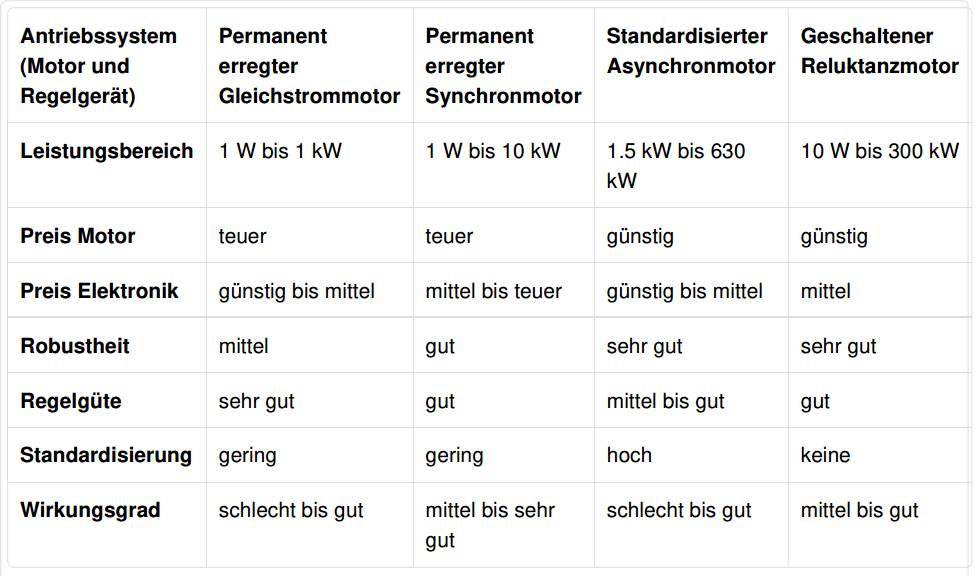 Antriebssystem
(Motor und
Regelgerät)
Permanent
erregter
Gleichstrommotor
Permanent
erregter
Synchronmotor
Standardisierter
Asynchronmotor
Geschaltener
Reluktanzmotor
Leistungsbereich
1 W bis 1 kW
1 W bis 10 kW
1.5 kW bis 630
kW
10 W bis 300 kW
Preis Motor
teuer
teuer
günstig
günstig
Preis Elektronik
günstig bis mittel
mittel bis teuer
günstig bis mittel
mittel
Robustheit
mittel
gut
sehr gut
sehr gut
Regelgüte
sehr gut
gut
mittel bis gut
gut
Standardisierung
gering
gering
hoch
keine
Wirkungsgrad
schlecht bis gut
mittel bis sehr
gut
schlecht bis gut
mittel bis gut